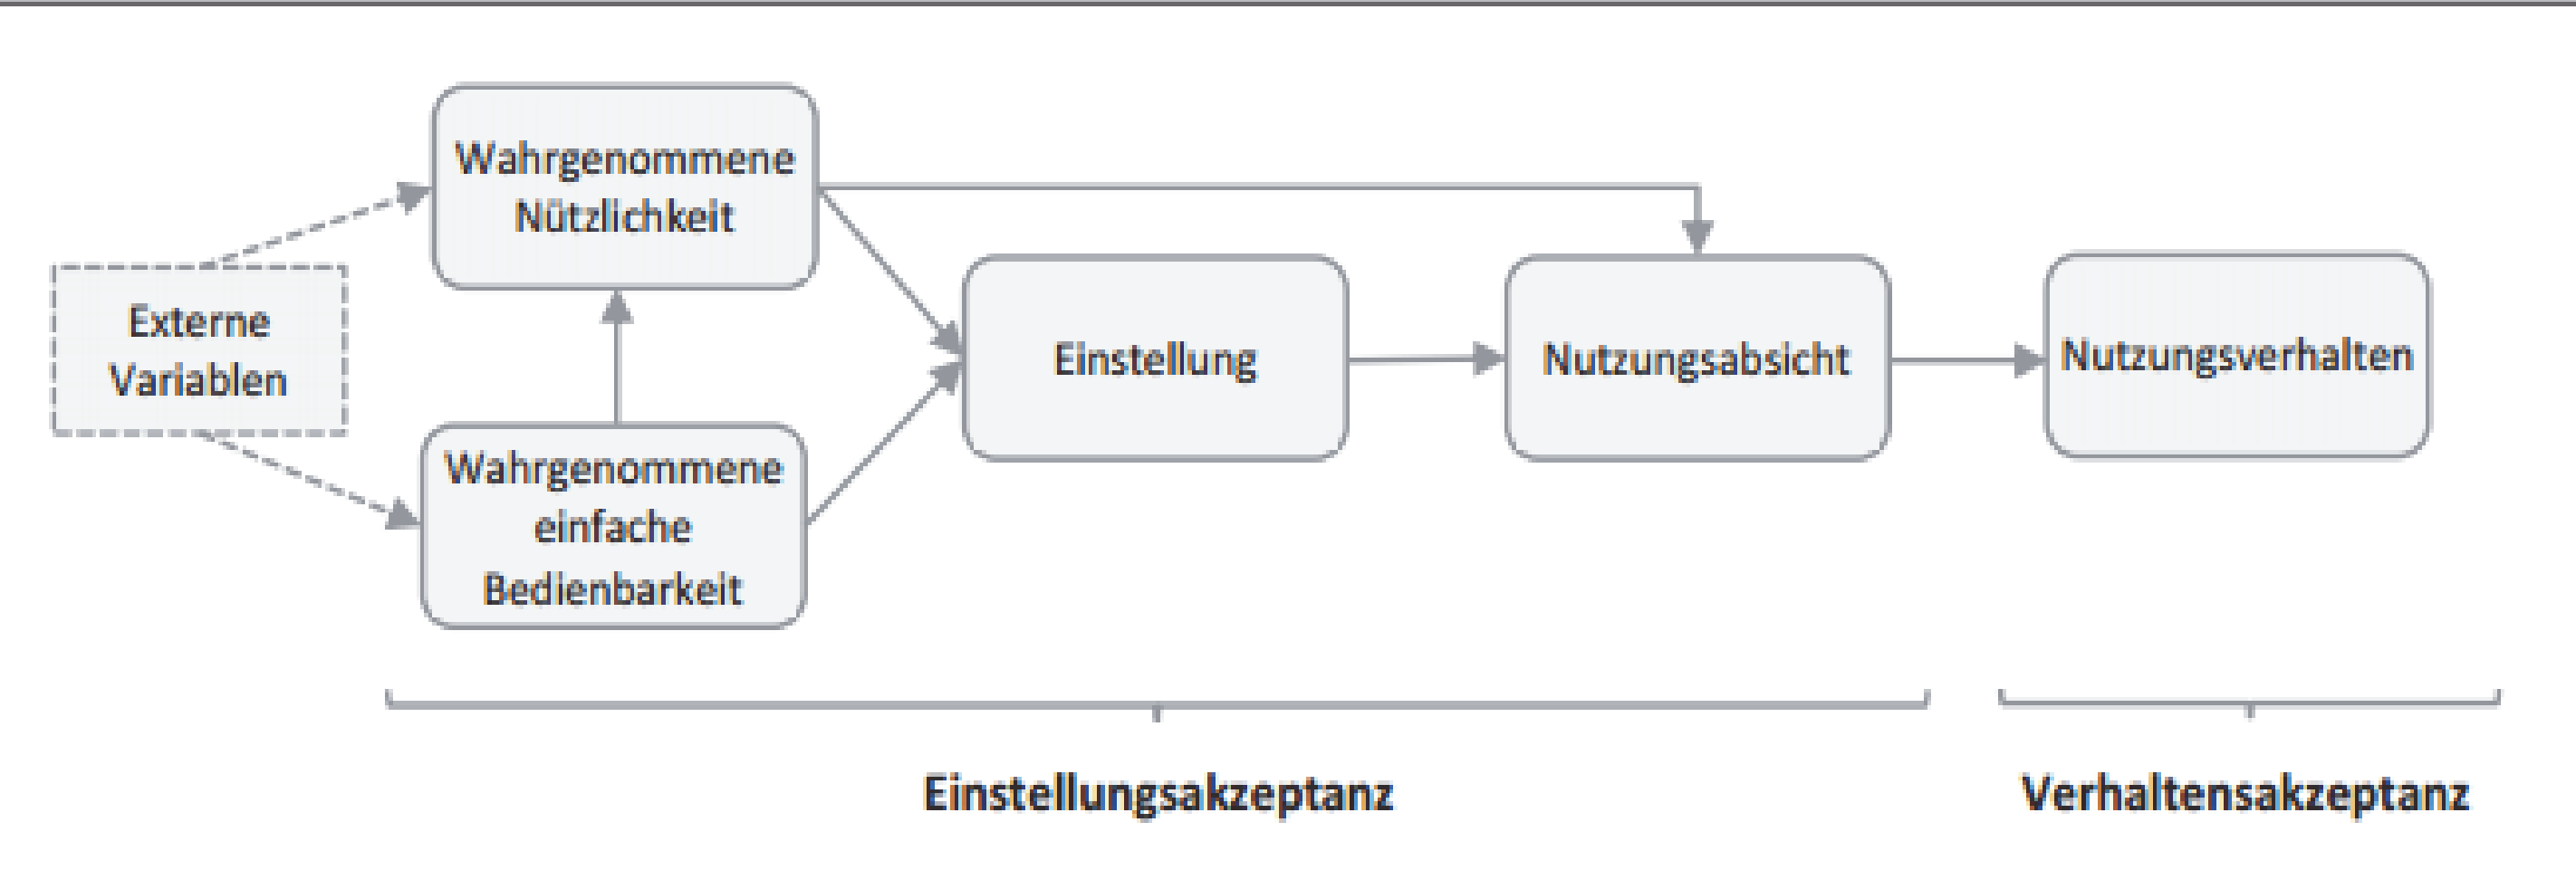 Wahrgenommene
Nützlichkeit
Externe
Variablen
Wahrgenommene
einfache
Bedienbarkeit
Einstellung
Nutzungsabsicht
Nutzungsverhalten
Einstellungsakzeptanz
Verhaltensakzeptanz